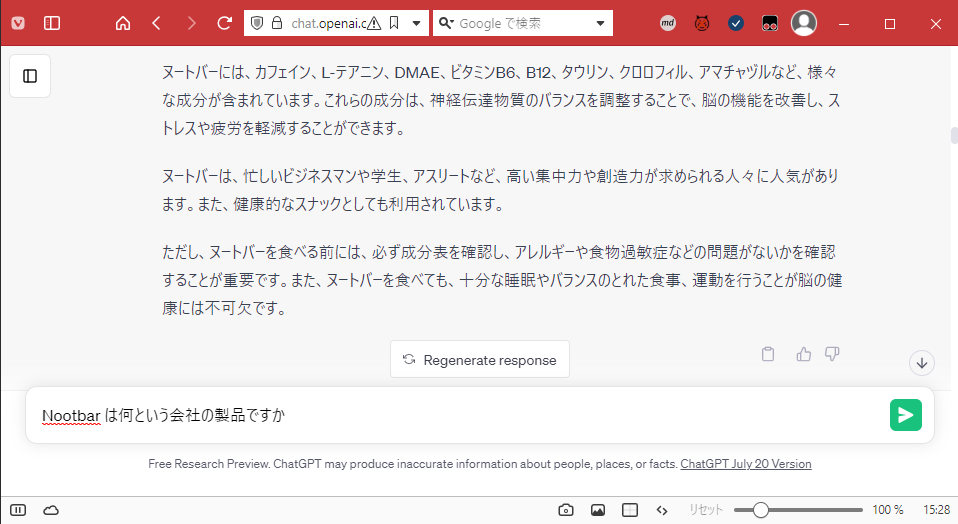 chat.openai.c
Google で検索
md
ヌートバーには、カフェイン、L-テアニン、DMAE、ビタミンB6、B12、タウリン、クロロフィル、アマチャヅルなど、様々
な成分が含まれています。これらの成分は、神経伝達物質のバランスを調整することで、脳の機能を改善し、ス
トレスや疲労を軽減することができます。
ヌートバーは、忙しいビジネスマンや学生、アスリートなど、高い集中力や創造力が求められる人々に人気があり
ます。また、健康的なスナックとしても利用されています。
ただし、ヌートバーを食べる前には、必ず成分表を確認し、アレルギーや食物過敏症などの問題がないかを確認
することが重要です。また、ヌートバーを食べても、十分な睡眠やバランスのとれた食事、運動を行うことが脳の健
康には不可欠です。
Regenerate response
Nootbar は何という会社の製品ですか
Free Research Preview. ChatGPT may produce inaccurate information about people, places, or facts. ChatGPT July 20 Version
リセット 100 % 15:28